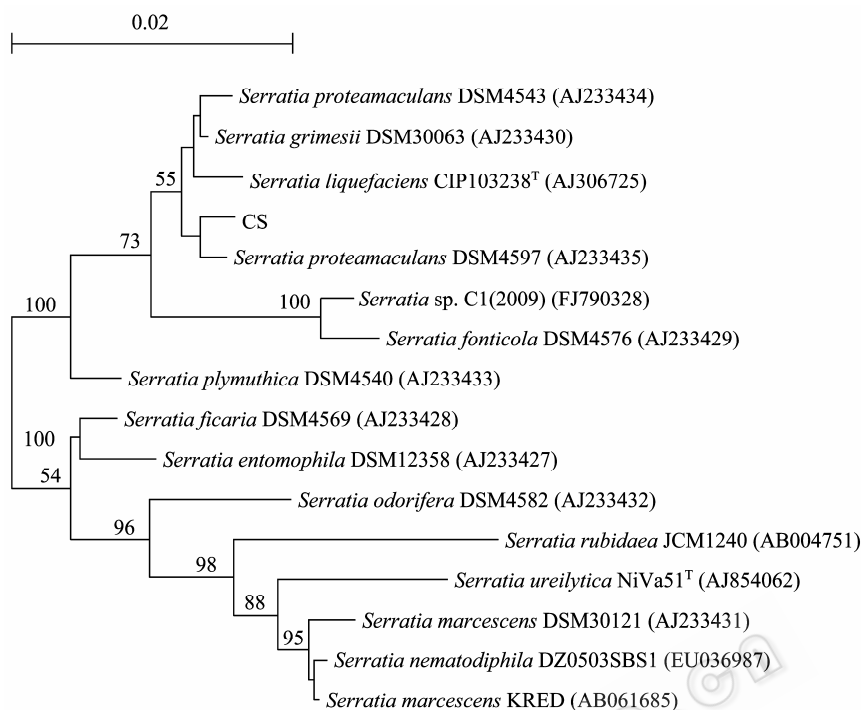 0.02
Serratia proteamaculans DSM4543 (AJ233434)
Serratia grimesii DSM30063 (AJ233430)
55
Serratia liquefaciens CIP103238ᵀ (AJ306725)
CS
73
Serratia proteamaculans DSM4597 (AJ233435)
100
100
Serratia sp. C1(2009) (FJ790328)
Serratia fonticola DSM4576 (AJ233429)
Serratia plymuthica DSM4540 (AJ233433)
Serratia ficaria DSM4569 (AJ233428)
100
Serratia entomophila DSM12358 (AJ233427)
54
Serratia odorifera DSM4582 (AJ233432)
96
Serratia rubidaea JCM1240 (AB004751)
98
Serratia ureilytica NiVa51ᵀ (AJ854062)
88
Serratia marcescens DSM30121 (AJ233431)
95
Serratia nematodiphila DZ0503SBS1 (EU036987)
Serratia marcescens KRED (AB061685)